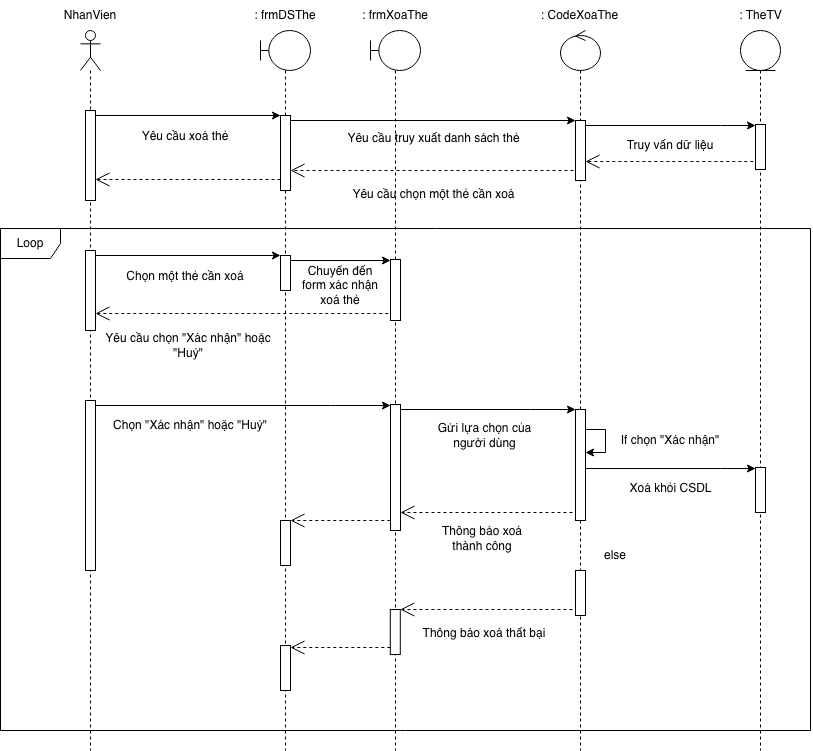 NhanVien
: frmDSThe
: frmXoaThe
: CodeXoaThe
: TheTV
Yêu cầu xoá thẻ
Yêu cầu truy xuất danh sách thẻ
Truy vấn dữ liệu
Yêu cầu chọn một thẻ cần xoá
Loop
Chọn một thẻ cần xoá
Chuyển đến
form xác nhận
xoá thẻ
Yêu cầu chọn "Xác nhận" hoặc
"Huỷ"
Chọn "Xác nhận" hoặc "Huỷ"
Gửi lựa chọn của
người dùng
If chọn "Xác nhận"
Xoá khỏi CSDL
Thông báo xoá
thành công
else
Thông báo xoá thất bại